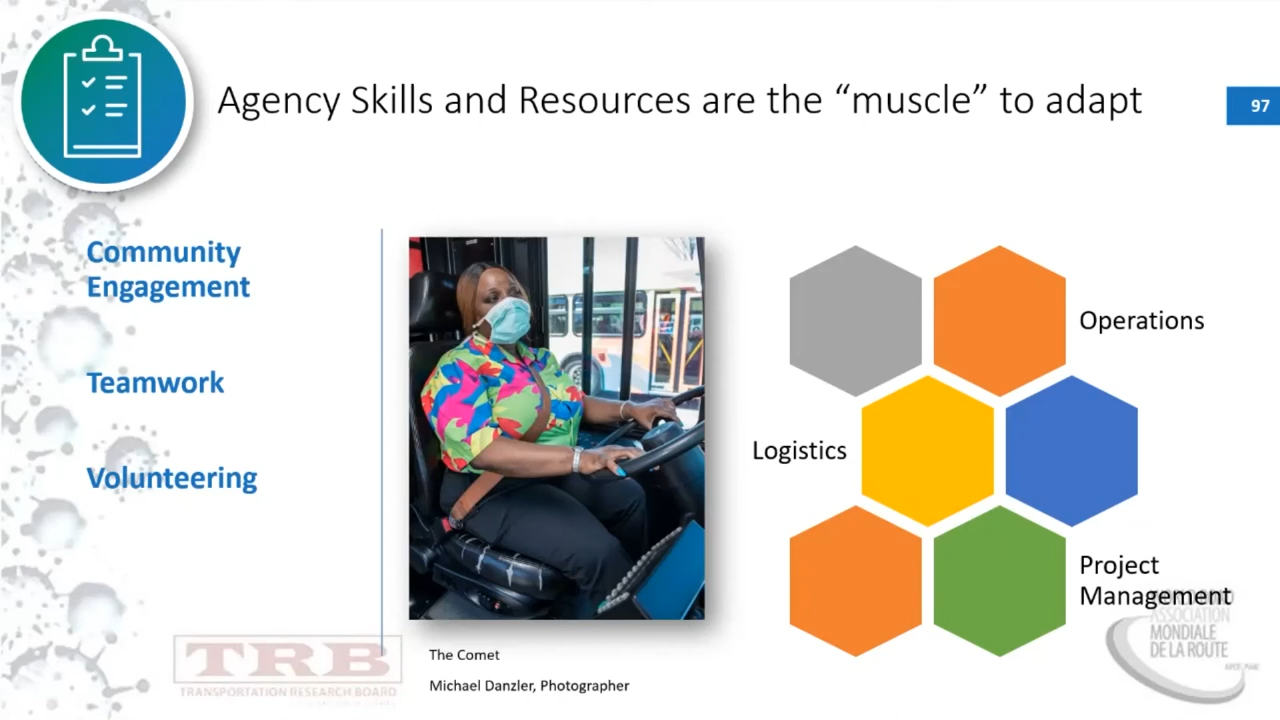 Agency Skills and Resources are the “muscle” to adapt
97
Community
Engagement
Teamwork
Volunteering
Operations
Logistics
Project
Management
ASSOCIATION
MONDIALE
DE LA ROUTE
The Comet
Michael Danzler, Photographer
TRB
TRANSPORTATION RESEARCH BOARD